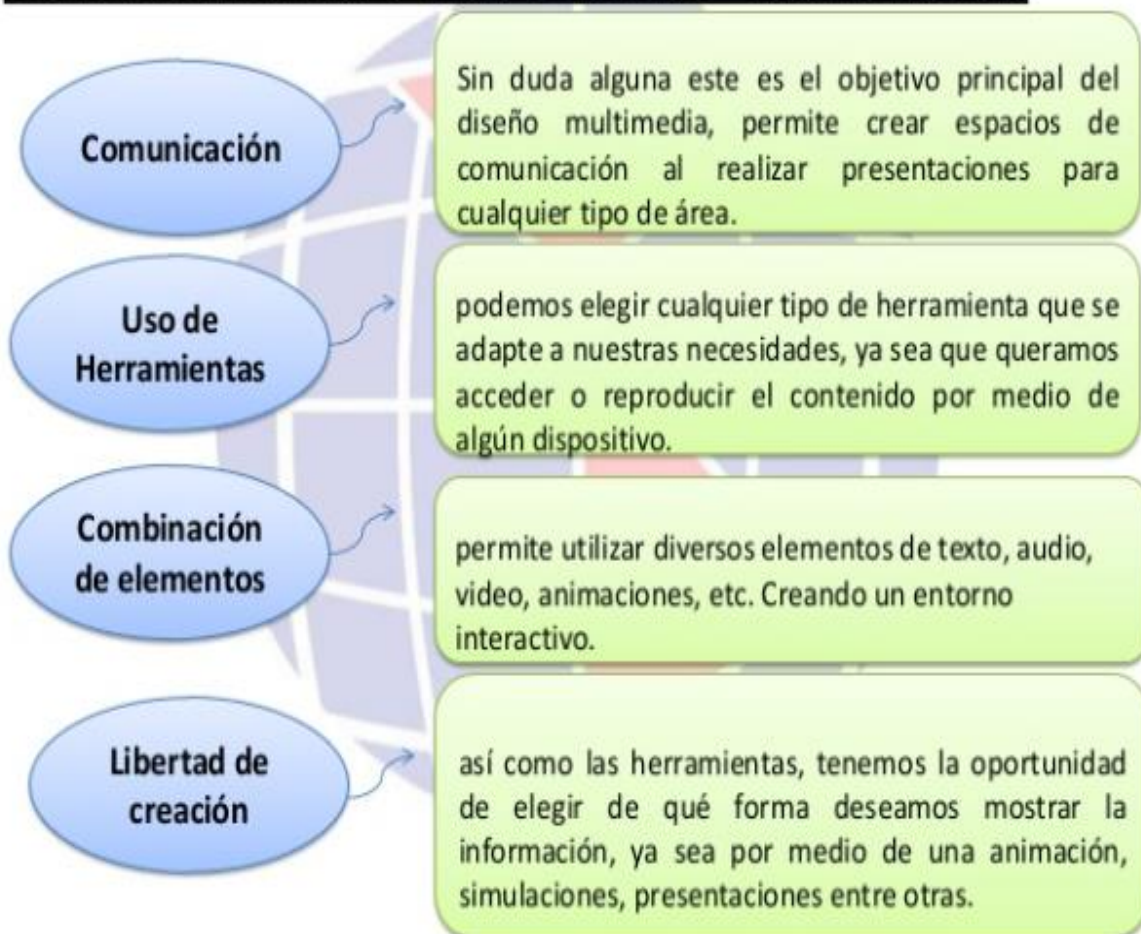 Comunicación
Sin duda alguna este es el objetivo principal del
diseño multimedia, permite crear espacios de
comunicación al realizar presentaciones para
cualquier tipo de área.
Uso de
Herramientas
podemos elegir cualquier tipo de herramienta que se
adapte a nuestras necesidades, ya sea que queramos
acceder o reproducir el contenido por medio de
algún dispositivo.
Combinación
de elementos
permite utilizar diversos elementos de texto, audio,
video, animaciones, etc. Creando un entorno
interactivo.
Libertad de
creación
así como las herramientas, tenemos la oportunidad
de elegir de qué forma deseamos mostrar la
información, ya sea por medio de una animación,
simulaciones, presentaciones entre otras.